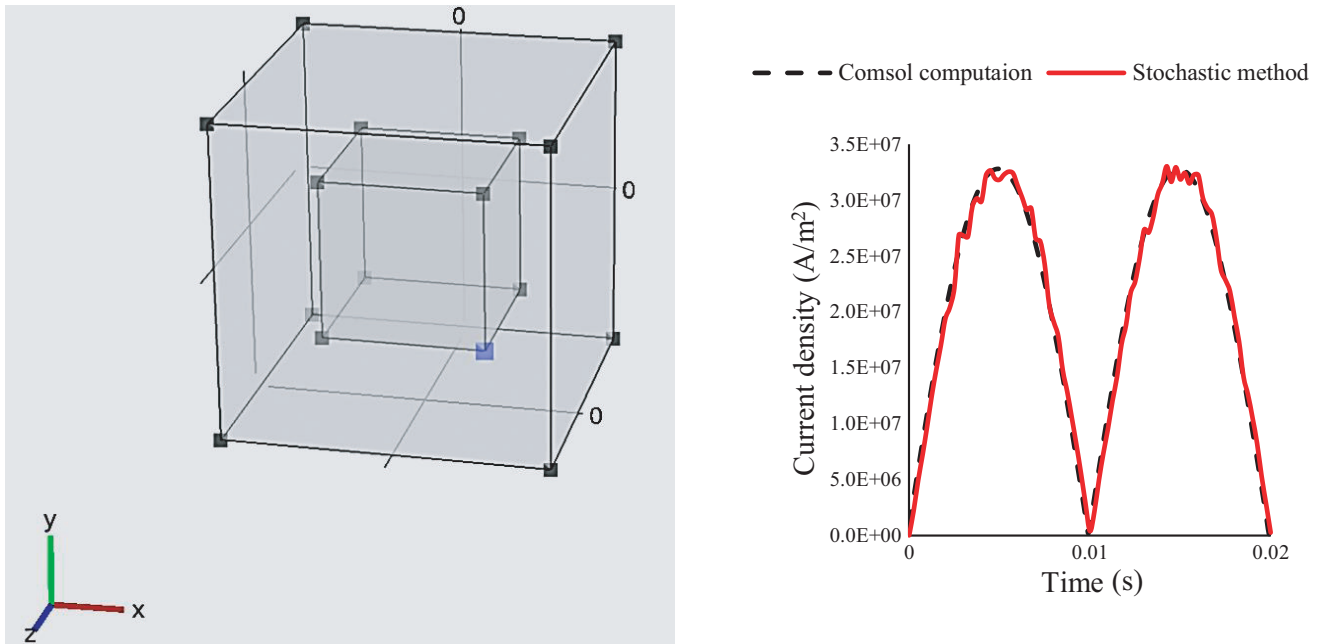 0
0
0
y
x
z
Comsol computaion
Stochastic method
3.5E+07
3.0E+07
2.5E+07
2.0E+07
1.5E+07
1.0E+07
5.0E+06
0.0E+00
0
0.01
0.02
Current density (A/m²)
Time (s)